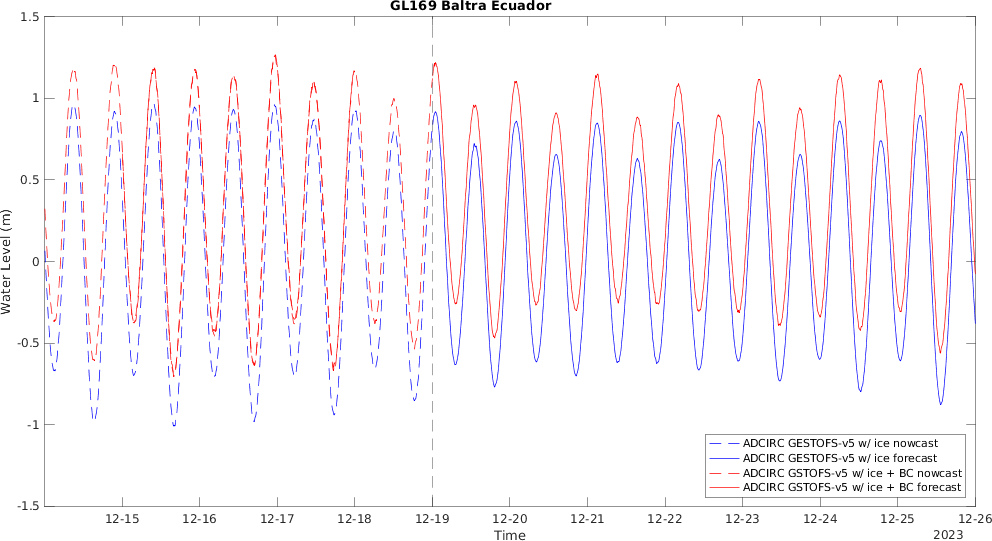 GL169 Baltra Ecuador
1.5
1
0.5
0
-0.5
-1
-1.5
Water Level (m)
ADCIRC GESTOFS-v5 w/ ice nowcast
ADCIRC GESTOFS-v5 w/ ice forecast
ADCIRC GSTOFS-v5 w/ ice + BC nowcast
ADCIRC GSTOFS-v5 w/ ice + BC forecast
12-15 12-16 12-17 12-18 12-19 12-20 12-21 12-22 12-23 12-24 12-25 12-26
Time
2023